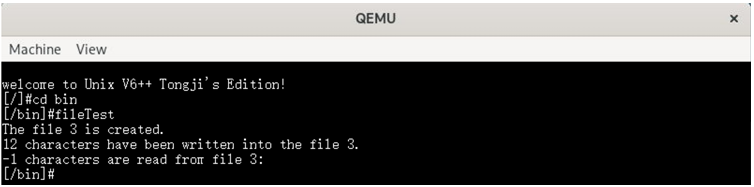 QEMU ×
Machine View
welcome to Unix V6++ Tongji's Edition!
[/]#cd bin
[/bin]#fileTest
The file 3 is created.
12 characters have been written into the file 3.
-1 characters are read from file 3:
[/bin]#